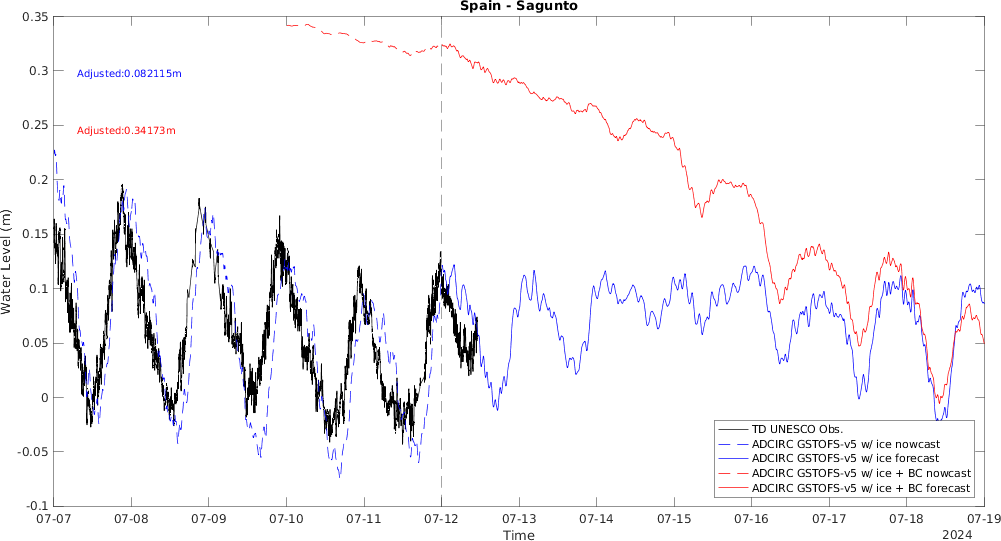 Spain - Sagunto
0.35
0.3
0.25
0.2
0.15
0.1
0.05
0
-0.05
-0.1
Water Level (m)
Adjusted:0.082115m
Adjusted:0.34173m
TD UNESCO Obs.
ADCIRC GSTOFS-v5 w/ ice nowcast
ADCIRC GSTOFS-v5 w/ ice forecast
ADCIRC GSTOFS-v5 w/ ice + BC nowcast
ADCIRC GSTOFS-v5 w/ ice + BC forecast
07-07 07-08 07-09 07-10 07-11 07-12 07-13 07-14 07-15 07-16 07-17 07-18 07-19
Time
2024